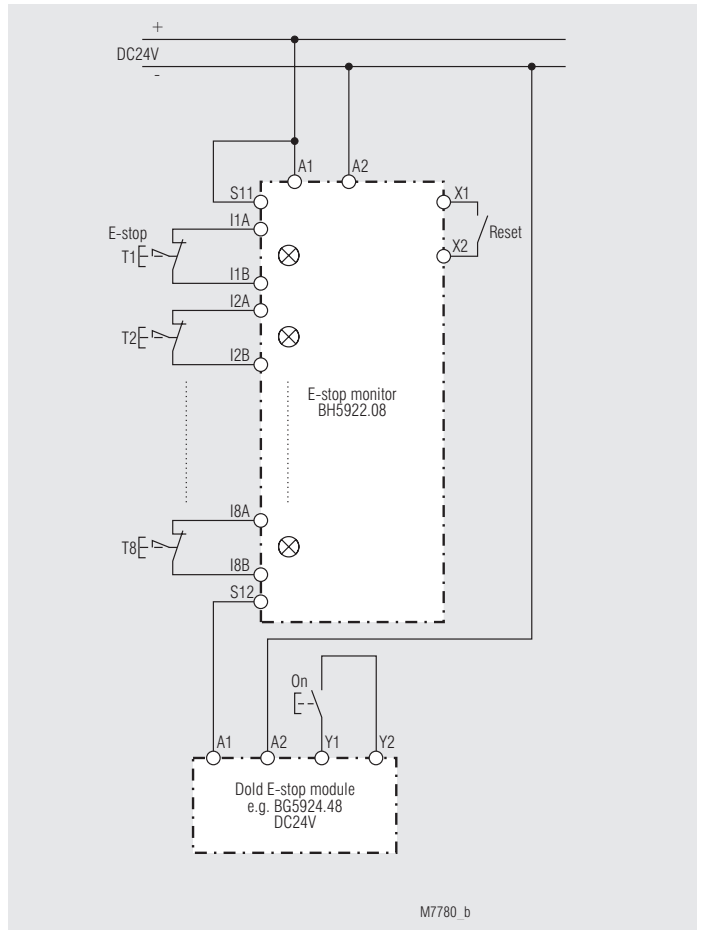 +
DC24V
-
A1
A2
S11
X1
I1A
E-stop
Reset
T1
X2
I1B
I2A
T2
I2B
E-stop monitor
BH5922.08
I8A
T8
I8B
S12
On
A1
A2
Y1
Y2
Dold E-stop module
e.g. BG5924.48
DC24V
M7780_b